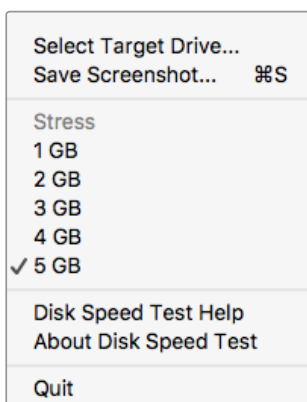 Select Target Drive...
Save Screenshot... ⌘S
Stress
1 GB
2 GB
3 GB
4 GB
✓ 5 GB
Disk Speed Test Help
About Disk Speed Test
Quit